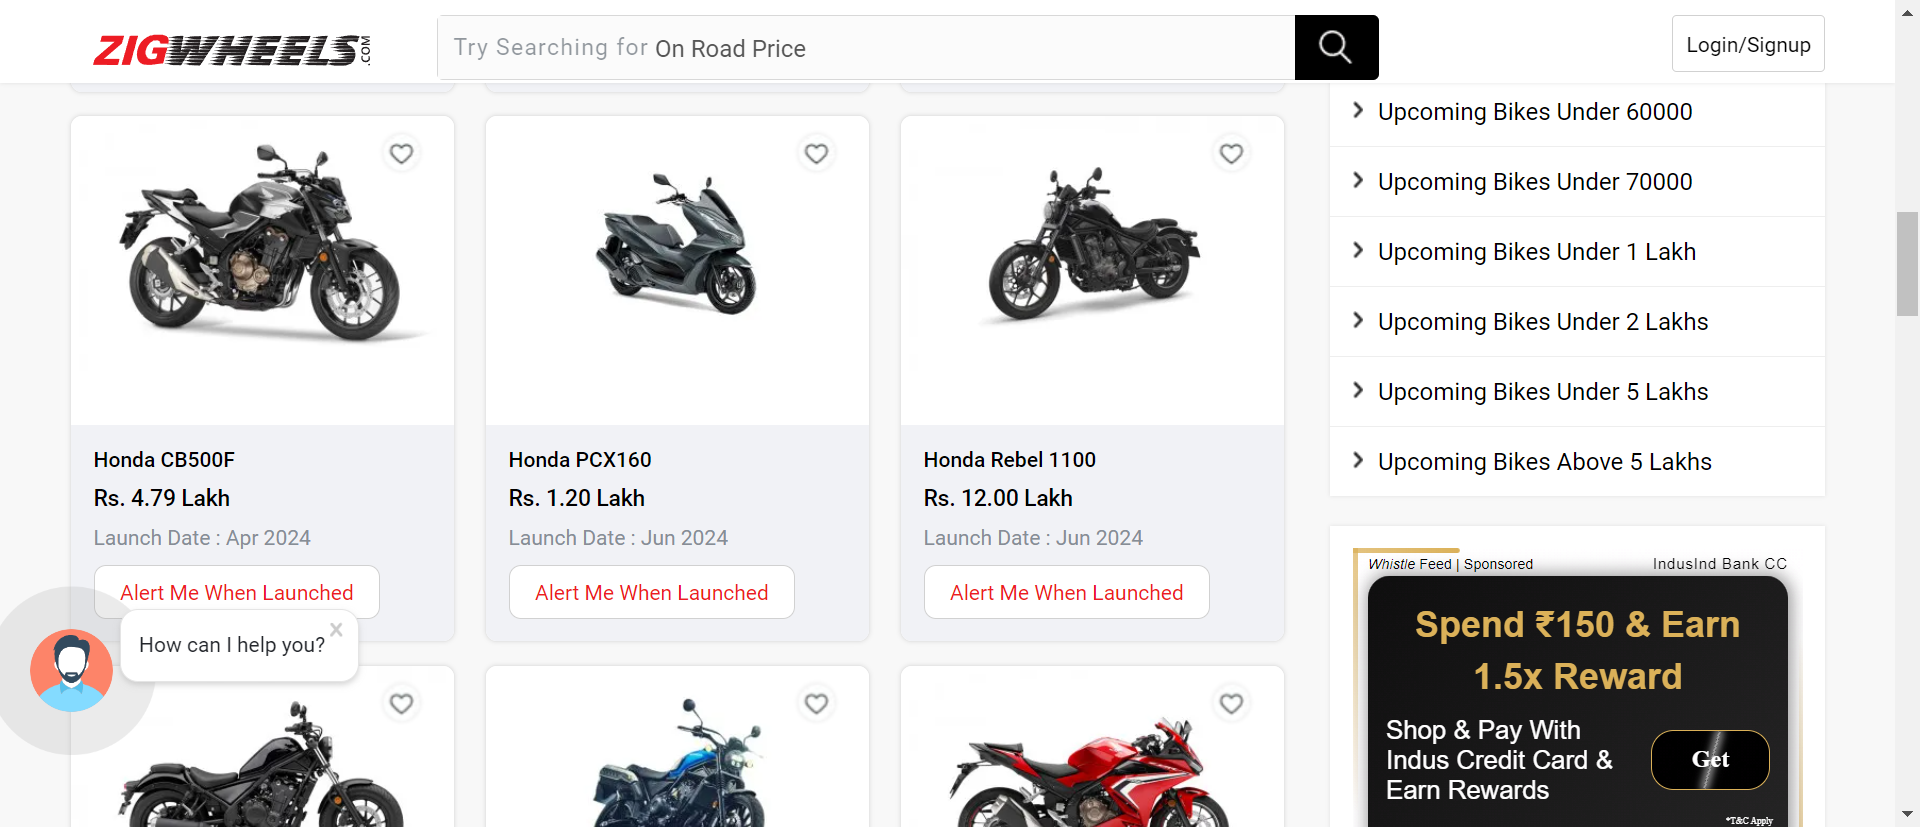 ZIGWHEELS.COM
Try Searching for On Road Price
Login/Signup
Honda CB500F
Rs. 4.79 Lakh
Launch Date : Apr 2024
Alert Me When Launched
Honda PCX160
Rs. 1.20 Lakh
Launch Date : Jun 2024
Alert Me When Launched
Honda Rebel 1100
Rs. 12.00 Lakh
Launch Date : Jun 2024
Alert Me When Launched
How can I help you?
Upcoming Bikes Under 60000
Upcoming Bikes Under 70000
Upcoming Bikes Under 1 Lakh
Upcoming Bikes Under 2 Lakhs
Upcoming Bikes Under 5 Lakhs
Upcoming Bikes Above 5 Lakhs
Whistle Feed | Sponsored
IndusInd Bank CC
Spend ₹150 & Earn
1.5x Reward
Shop & Pay With
Indus Credit Card &
Earn Rewards
Get
*T&C Apply